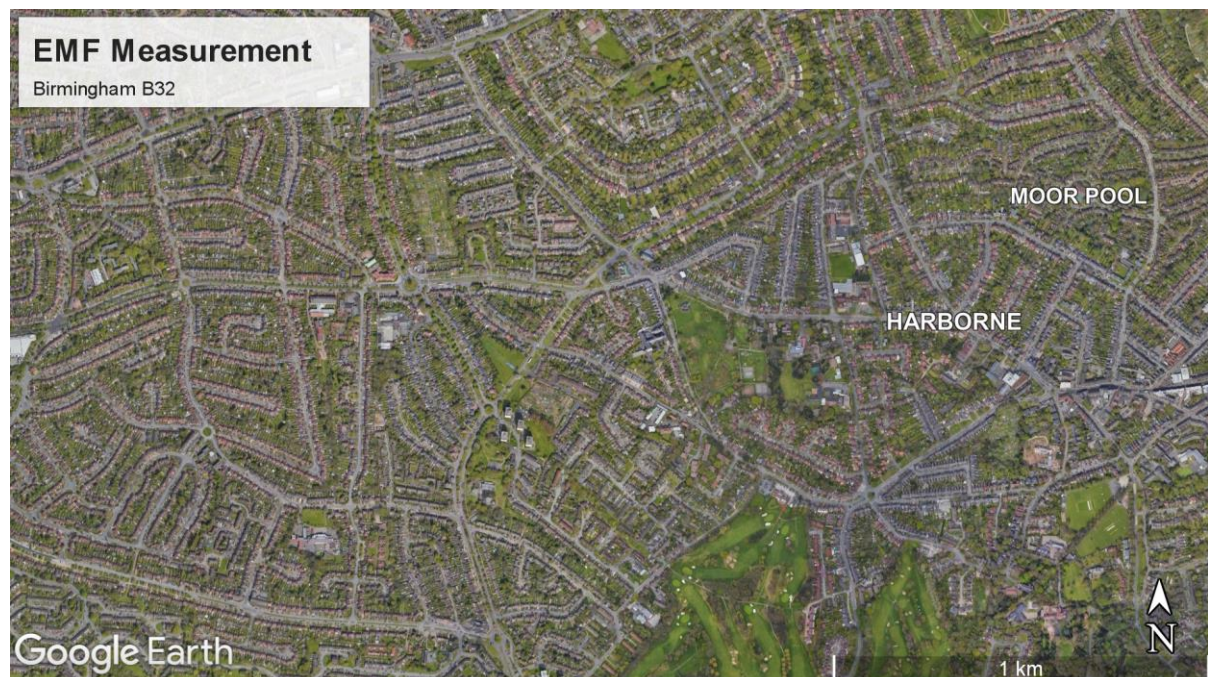 EMF Measurement
Birmingham B32
MOOR POOL
HARBORNE
Google Earth
1 km
N